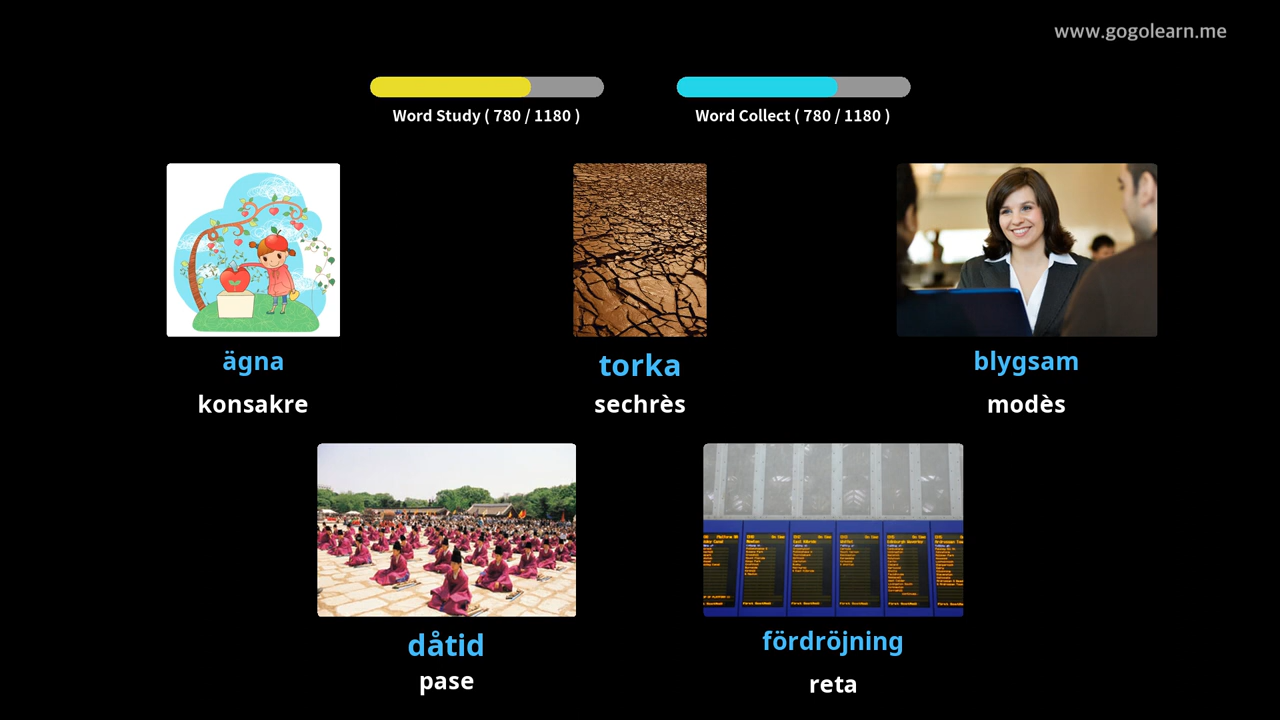 www.gogolearn.me
Word Study ( 780 / 1180 )
Word Collect ( 780 / 1180 )
ägna
konsakre
torka
sechrès
blygsam
modès
dåtid
pase
fördröjning
reta